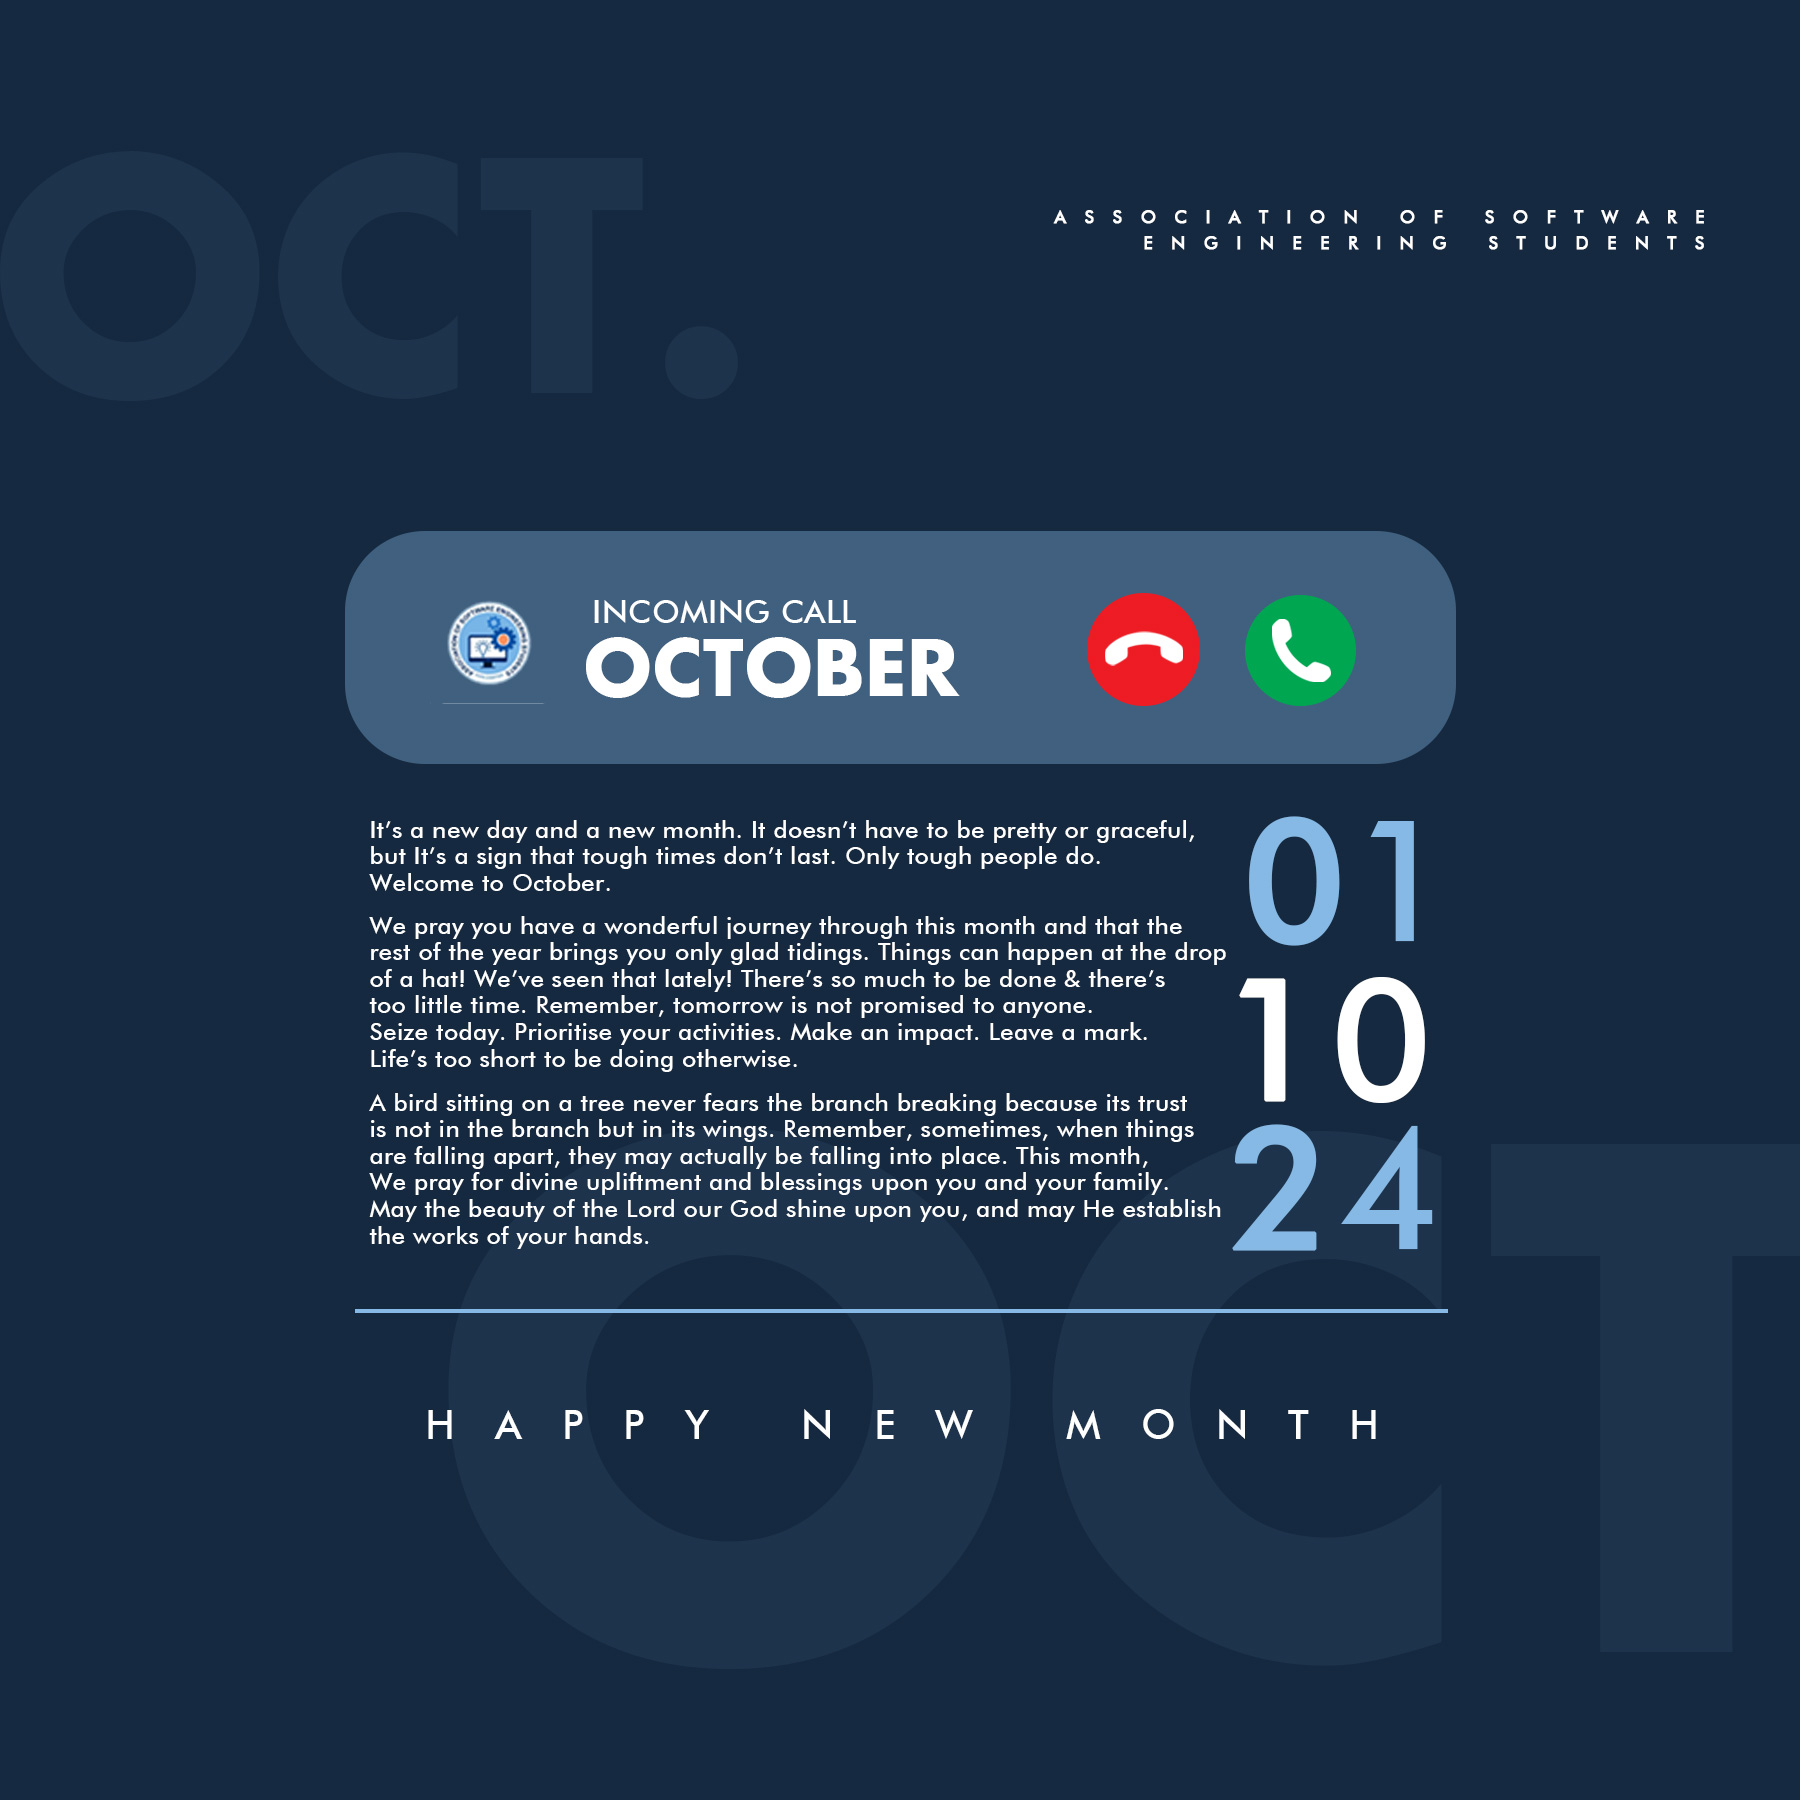 OCT.
ASSOCIATION OF SOFTWARE
ENGINEERING STUDENTS
ASSOCIATION OF SOFTWARE ENGINEERING STUDENTS
INCOMING CALL
OCTOBER
It’s a new day and a new month. It doesn’t have to be pretty or graceful,
but It’s a sign that tough times don’t last. Only tough people do.
Welcome to October.
We pray you have a wonderful journey through this month and that the
rest of the year brings you only glad tidings. Things can happen at the drop
of a hat! We’ve seen that lately! There’s so much to be done & there’s
too little time. Remember, tomorrow is not promised to anyone.
Seize today. Prioritise your activities. Make an impact. Leave a mark.
Life’s too short to be doing otherwise.
A bird sitting on a tree never fears the branch breaking because its trust
is not in the branch but in its wings. Remember, sometimes, when things
are falling apart, they may actually be falling into place. This month,
We pray for divine upliftment and blessings upon you and your family.
May the beauty of the Lord our God shine upon you, and may He establish
the works of your hands.
01
10
24
OCT
HAPPY NEW MONTH